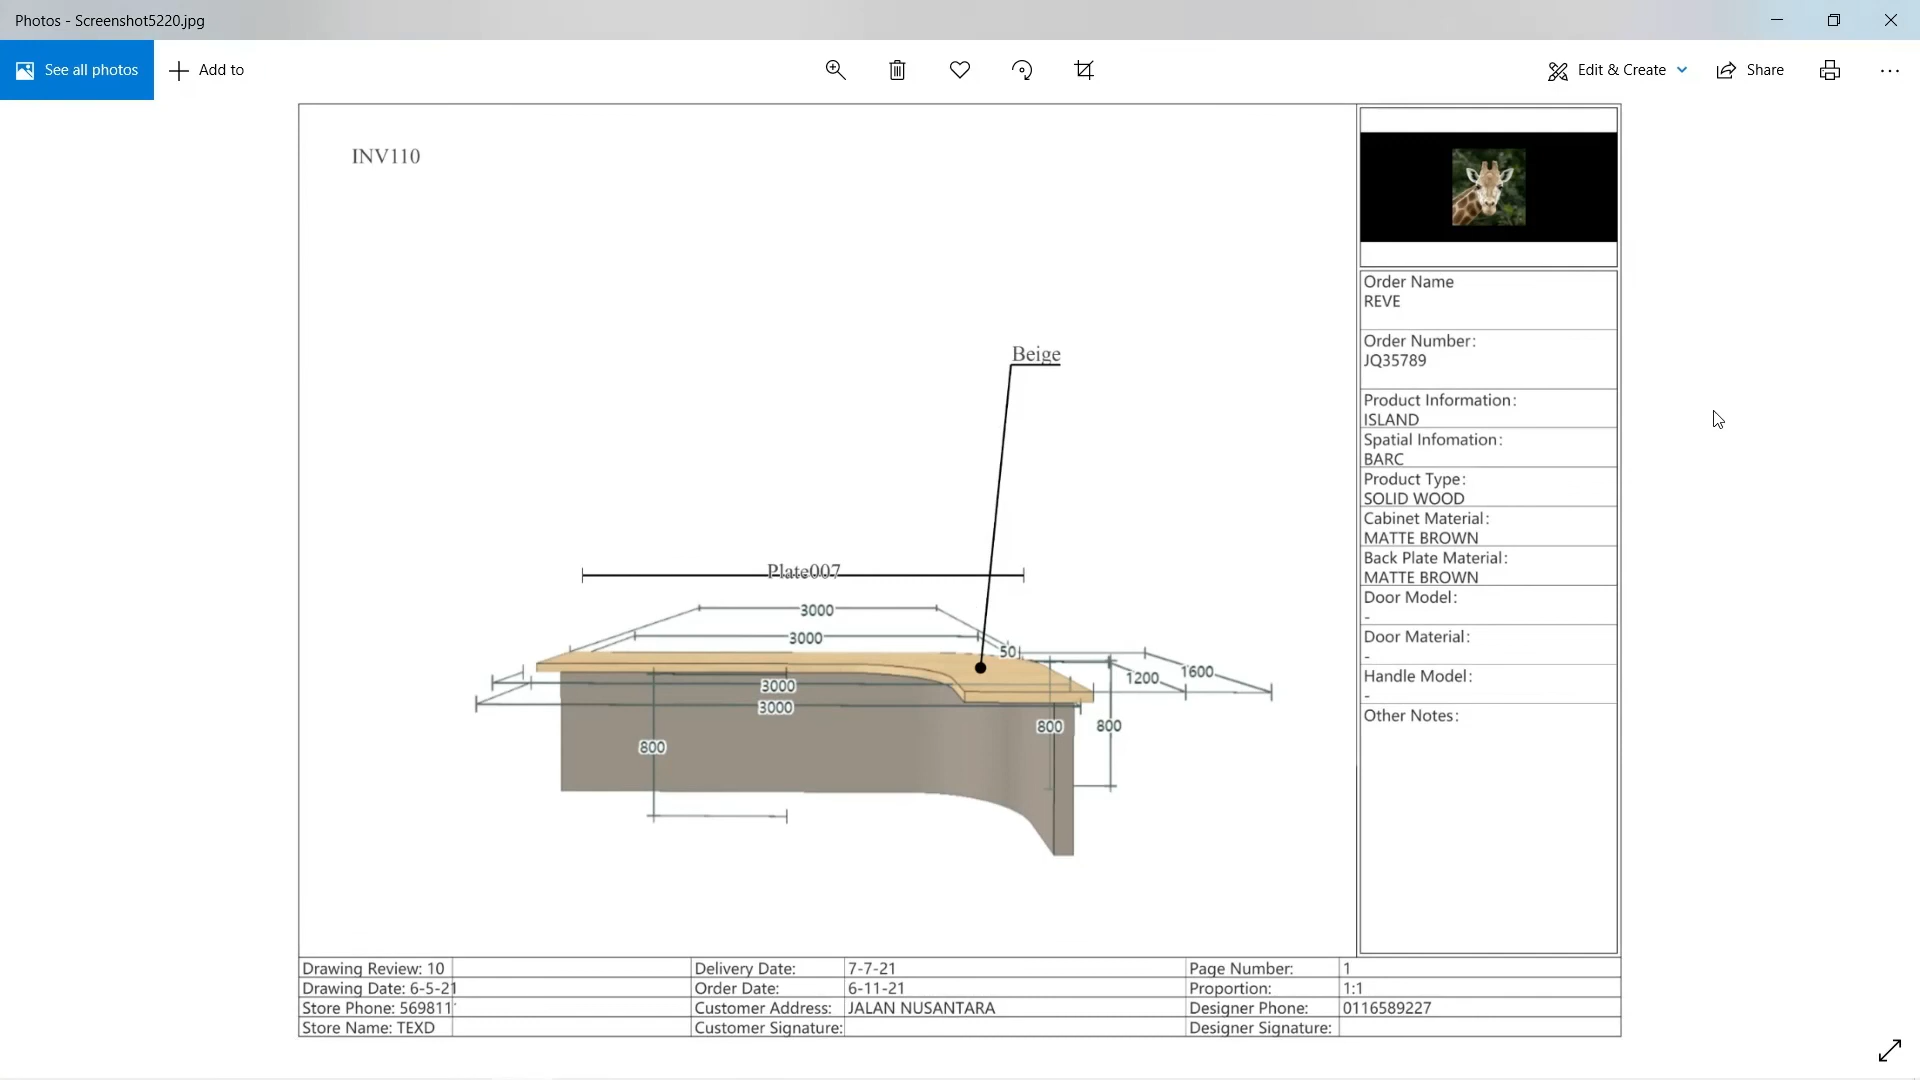 Photos - Screenshot5220.jpg
See all photos
Add to
Edit & Create
Share
INV110
Beige
Plate007
3000
3000
50
3000
3000
1200
1600
800
800
800
Order Name
REVE
Order Number:
JQ35789
Product Information:
ISLAND
Spatial Infomation:
BARC
Product Type:
SOLID WOOD
Cabinet Material:
MATTE BROWN
Back Plate Material:
MATTE BROWN
Door Model:
-
Door Material:
-
Handle Model:
-
Other Notes:
Drawing Review: 10 Delivery Date: 7-7-21 Page Number: 1
Drawing Date: 6-5-21 Order Date: 6-11-21 Proportion: 1:1
Store Phone: 569811 Customer Address: JALAN NUSANTARA Designer Phone: 0116589227
Store Name: TEXD Customer Signature: Designer Signature: